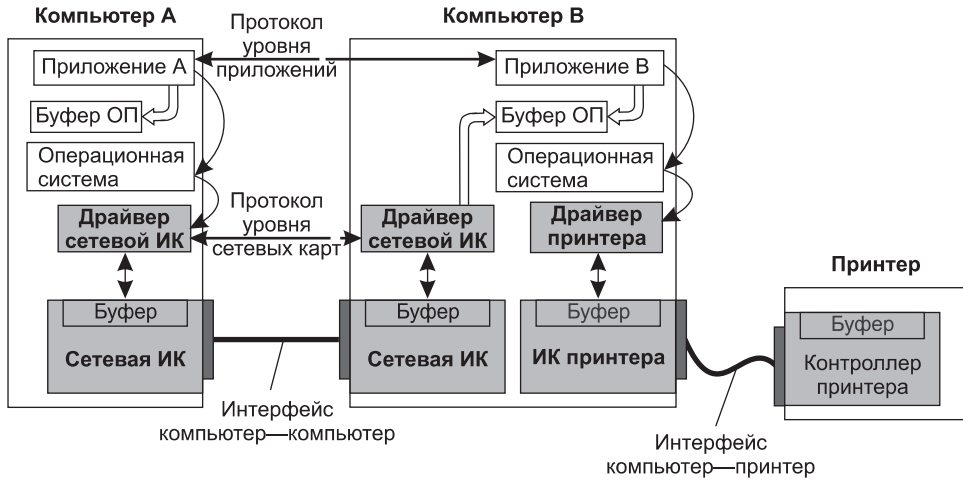 Компьютер A
Протокол
уровня
приложений
Компьютер B
Приложение A
Приложение B
Буфер ОП
Буфер ОП
Операционная
система
Операционная
система
Протокол
уровня
сетевых карт
Драйвер
сетевой ИК
Драйвер
сетевой ИК
Драйвер
принтера
Принтер
Буфер
Сетевая ИК
Буфер
Сетевая ИК
Буфер
ИК принтера
Буфер
Контроллер
принтера
Интерфейс
компьютер—компьютер
Интерфейс
компьютер—принтер